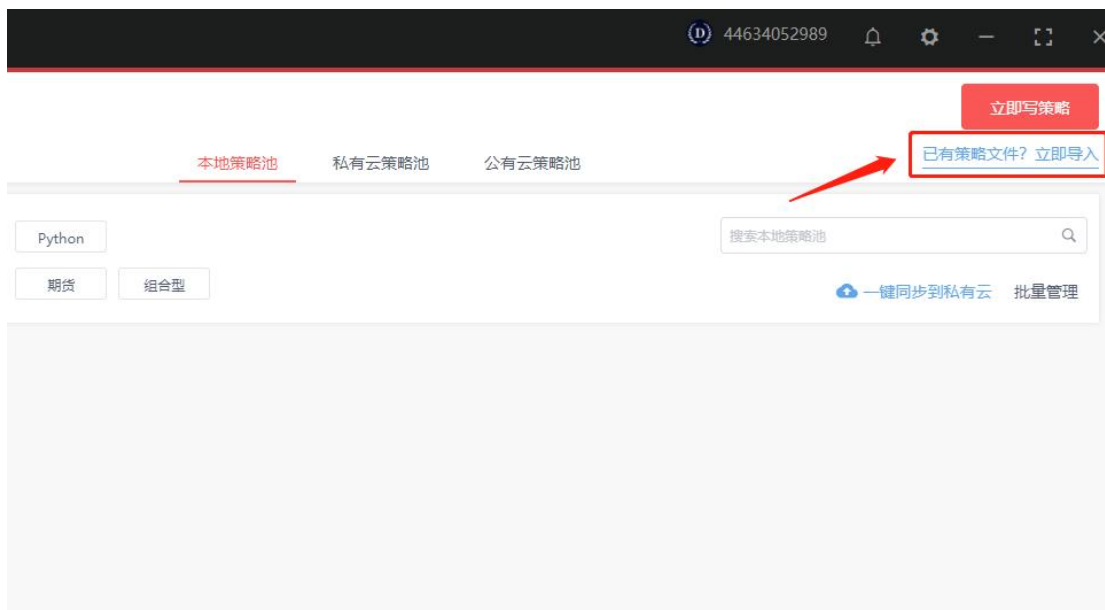 (D) 44634052989
立即写策略
已有策略文件？立即导入
本地策略池 私有云策略池 公有云策略池
Python
搜索本地策略池
期货 组合型
一键同步到私有云 批量管理